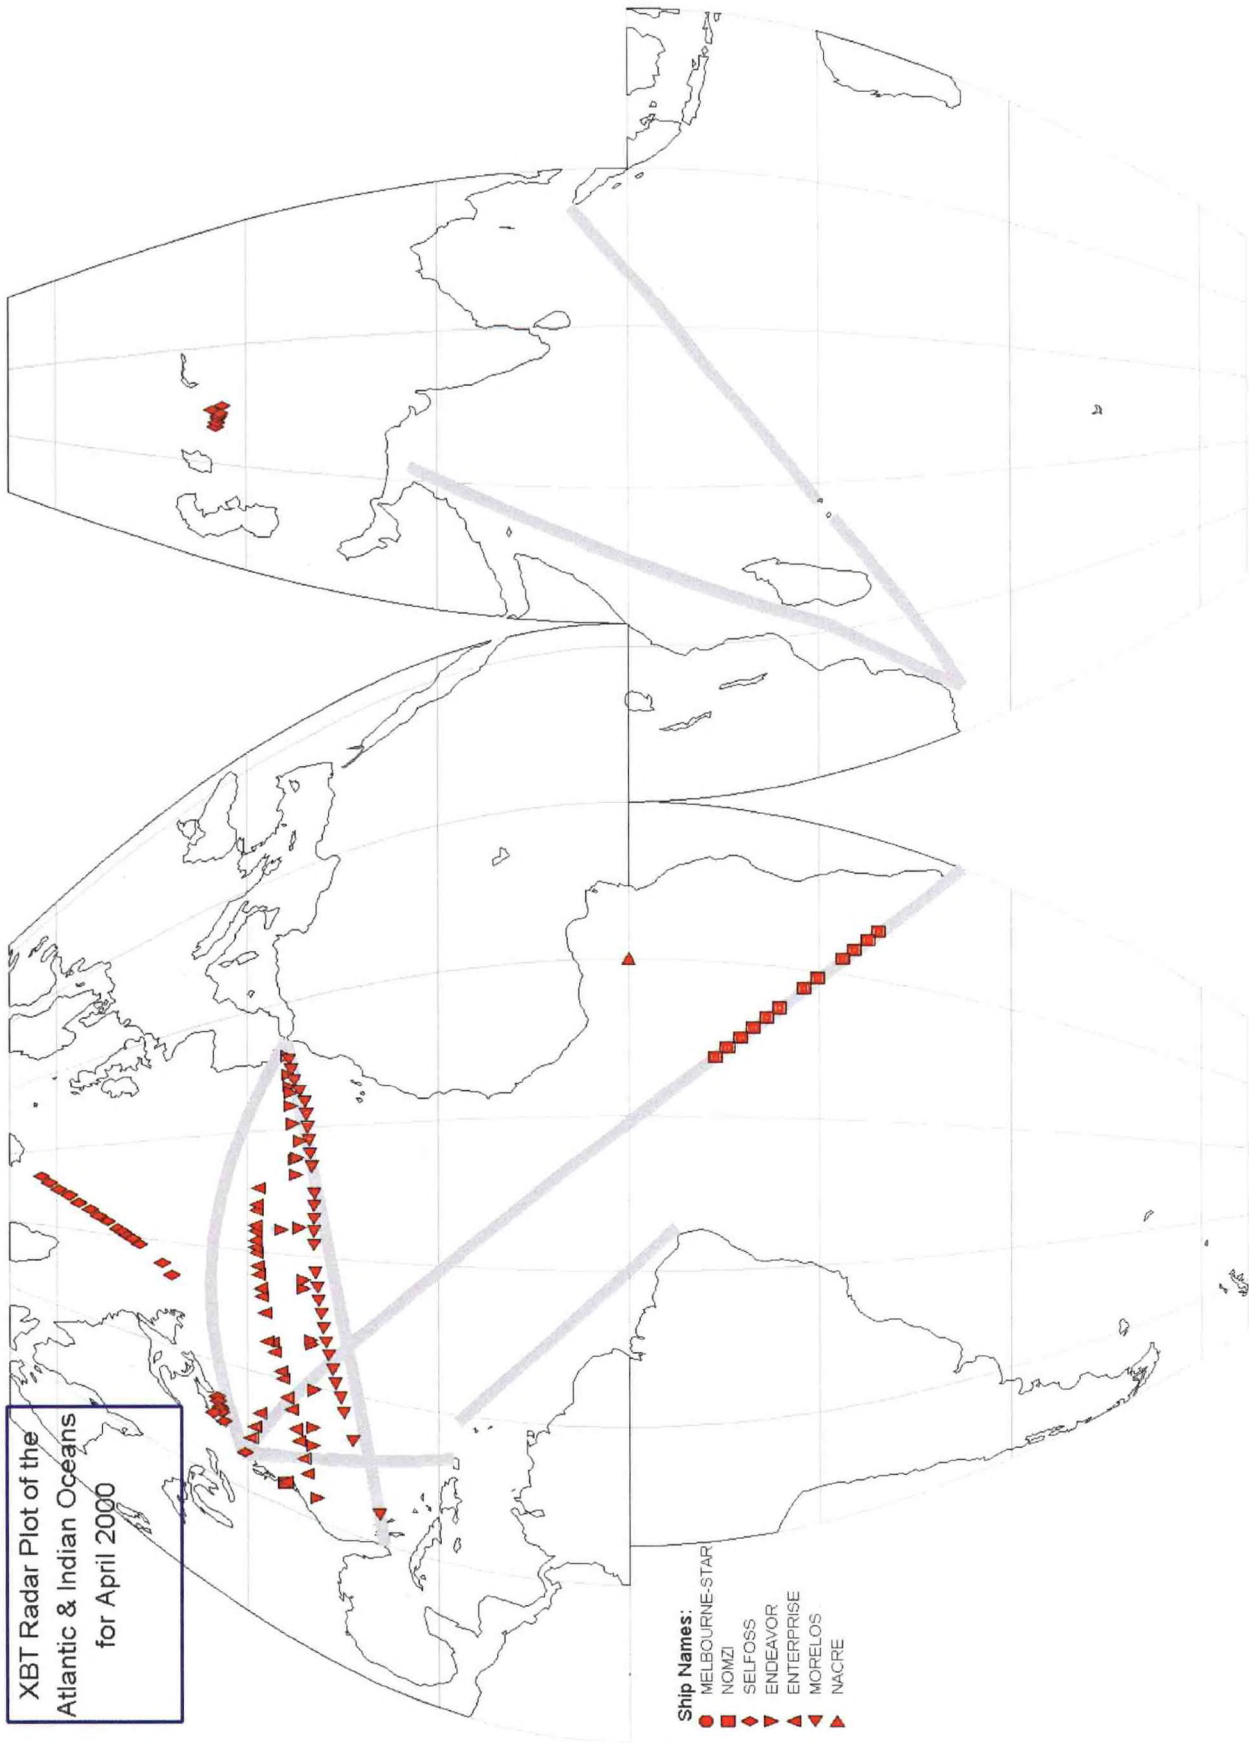 XBT Radar Plot of the
Atlantic & Indian Oceans
for April 2000
Ship Names:
MELBOURNE-STAR
NOMZI
SELFOSS
ENDEAVOR
ENTERPRISE
MORELOS
NACRE